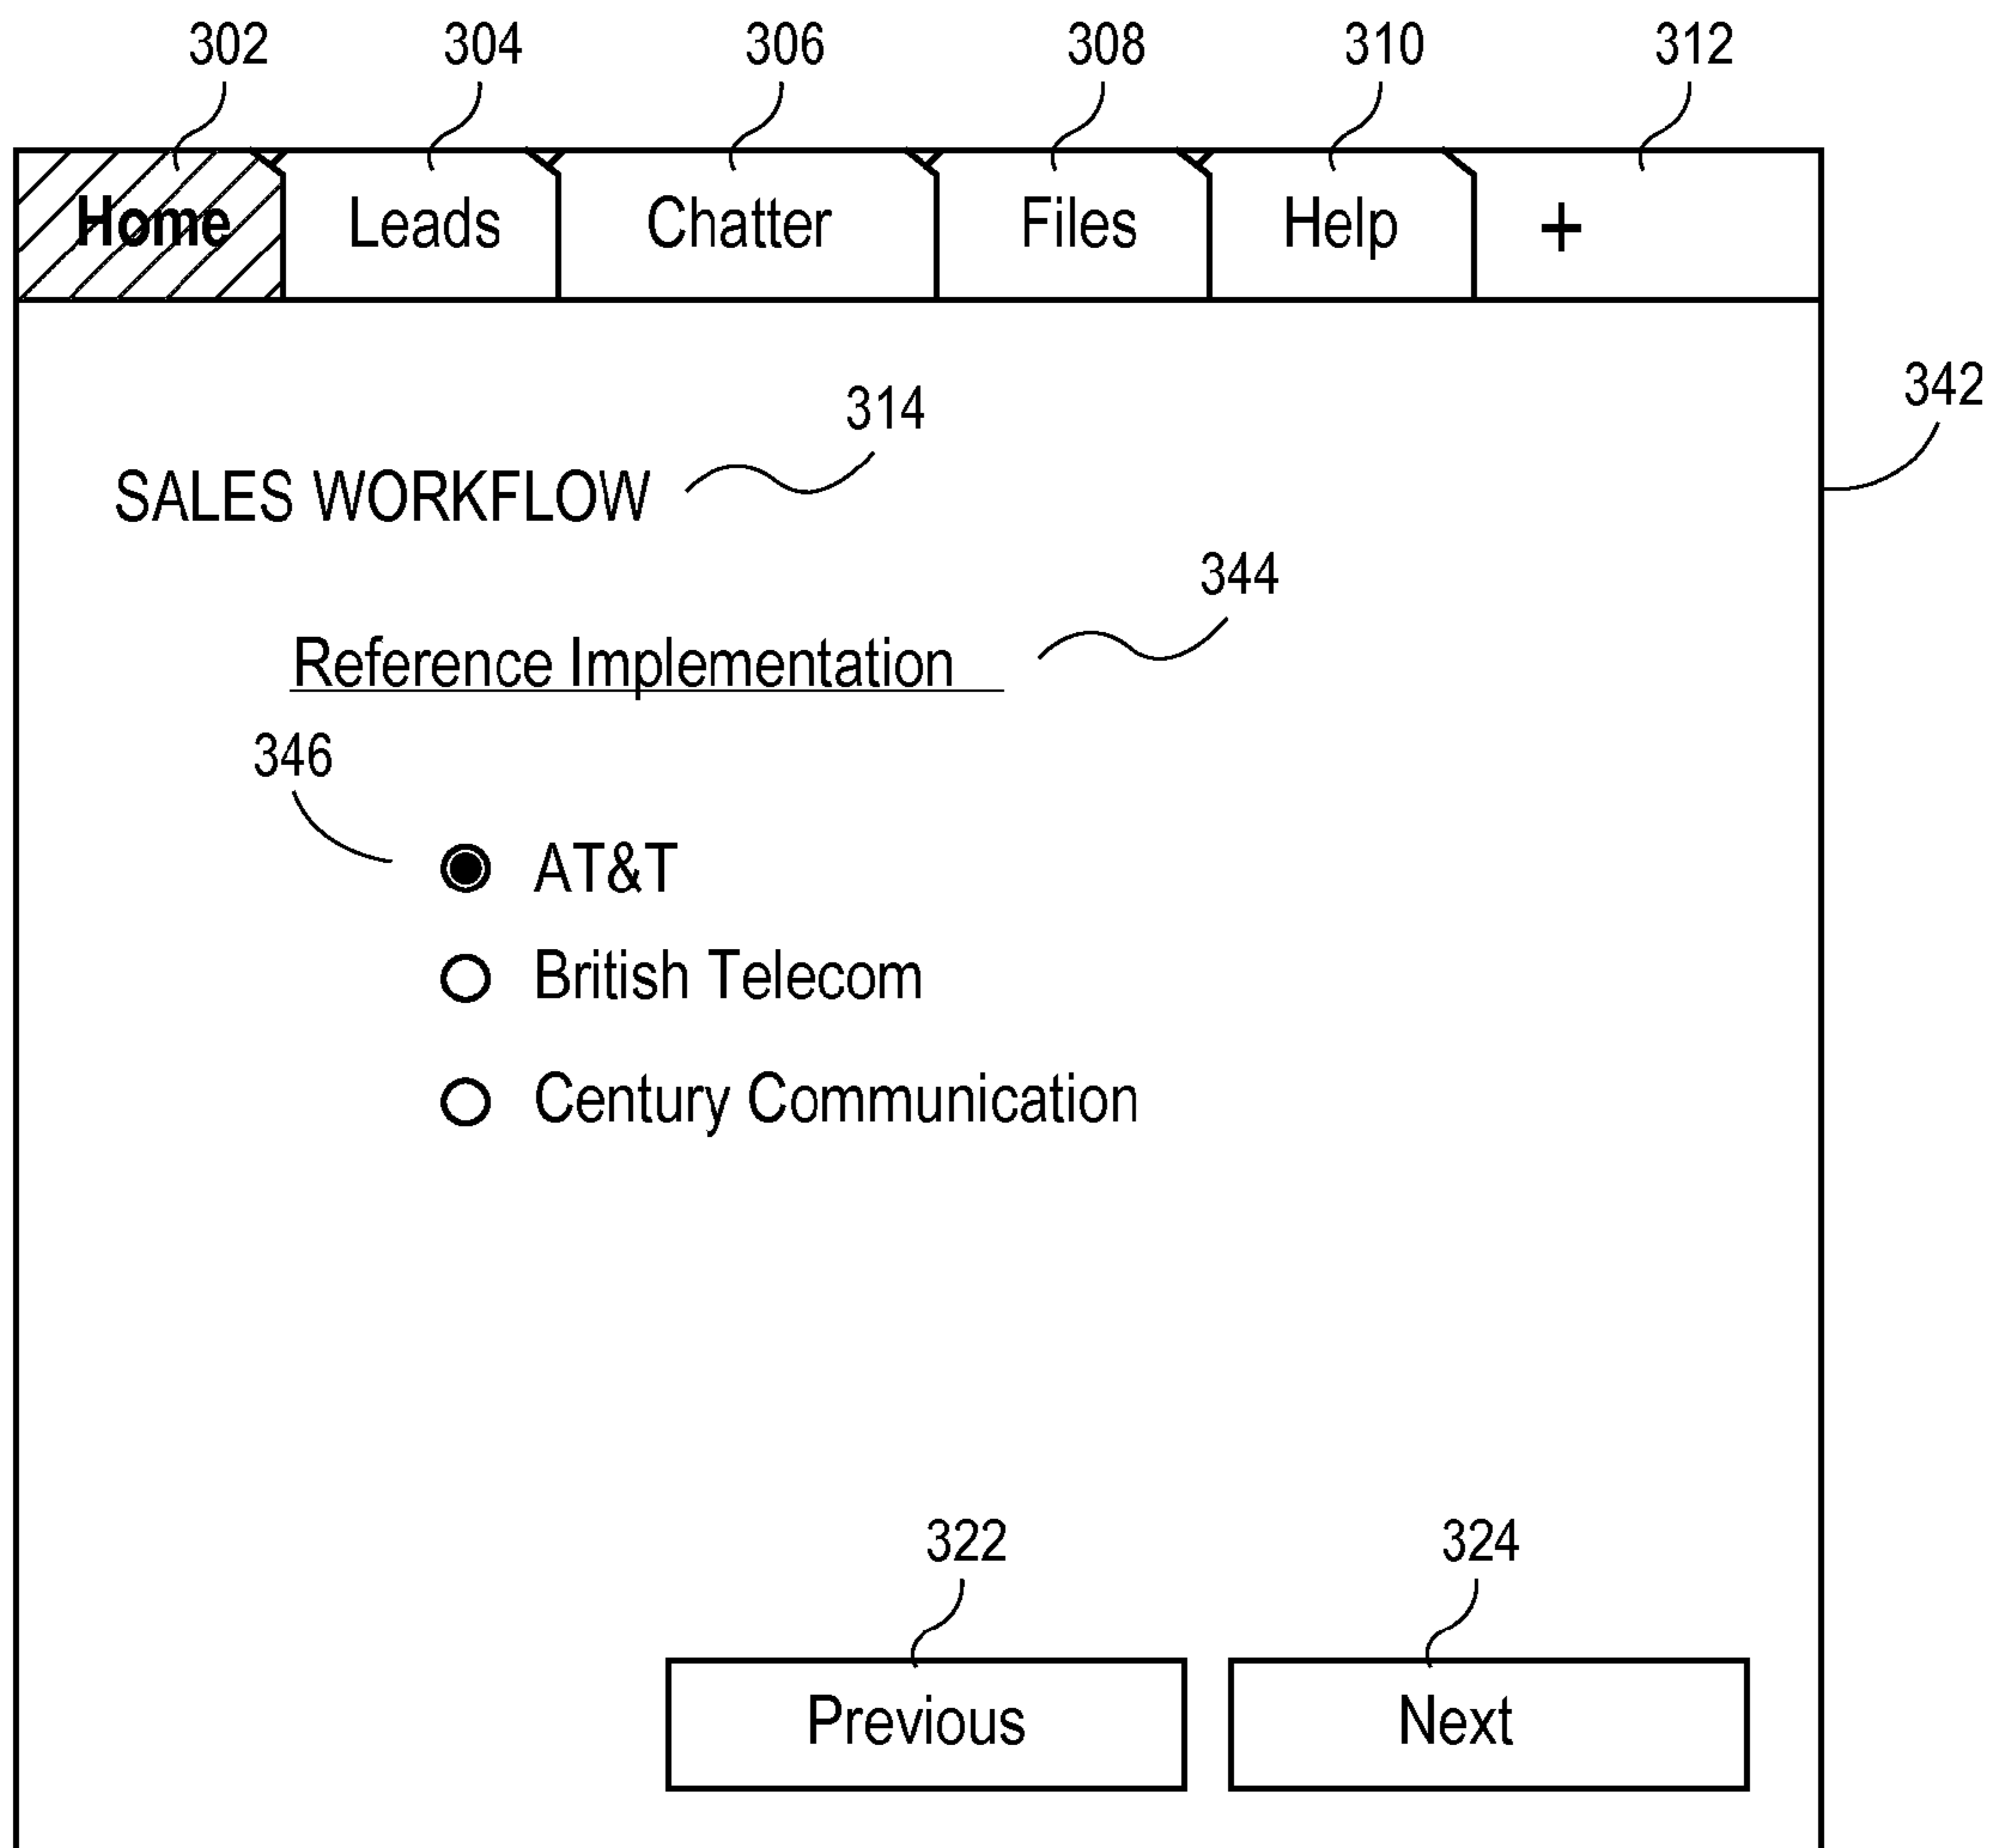 302 304 306 308 310 312
Home Leads Chatter Files Help +
342
314
SALES WORKFLOW
344
Reference Implementation
346
AT&T
British Telecom
Century Communication
322 324
Previous Next